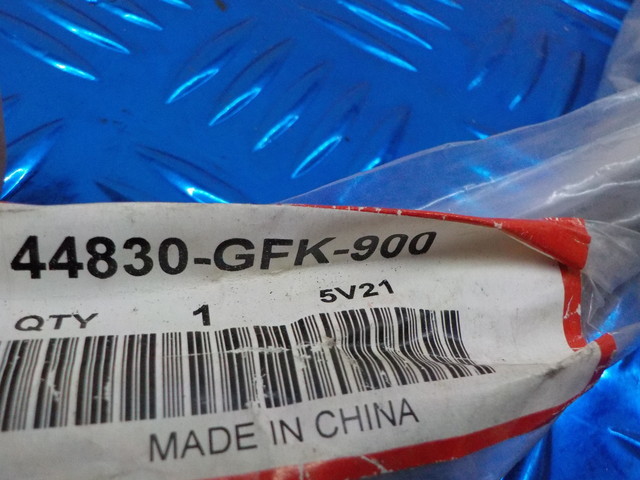 44830-GFK-900
5V21
QTY 1
MADE IN CHINA